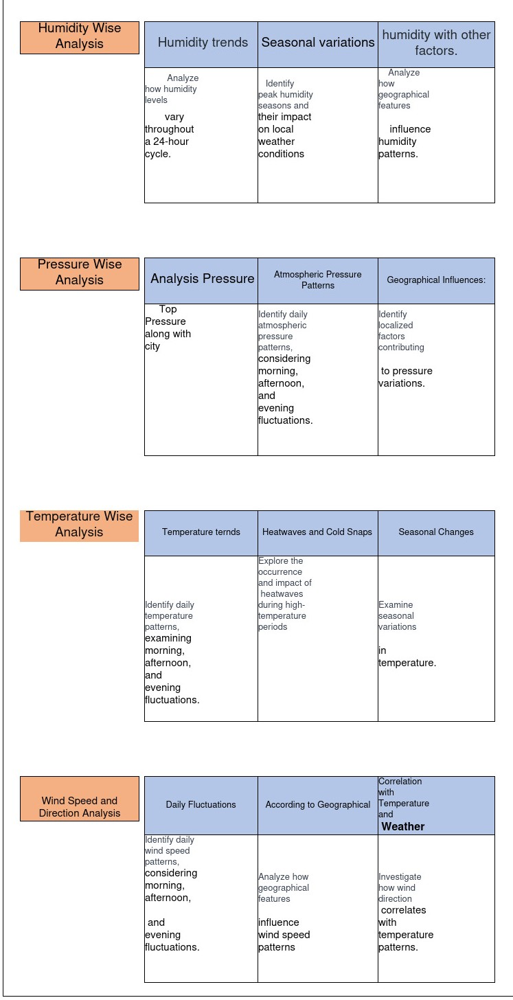 Humidity Wise
Analysis
Humidity trends
Seasonal variations
humidity with other
factors.
Analyze
how humidity
levels
vary
throughout
a 24-hour
cycle.
Identify
peak humidity
seasons and
their impact
on local
weather
conditions
Analyze
how
geographical
features
influence
humidity
patterns.
Pressure Wise
Analysis
Analysis Pressure
Atmospheric Pressure
Patterns
Geographical Influences:
Top
Pressure
along with
city
Identify daily
atmospheric
pressure
patterns,
considering
morning,
afternoon,
and
evening
fluctuations.
Identify
localized
factors
contributing
to pressure
variations.
Temperature Wise
Analysis
Temperature ternds
Heatwaves and Cold Snaps
Seasonal Changes
Identify daily
temperature
patterns,
examining
morning,
afternoon,
and
evening
fluctuations.
Explore the
occurrence
and impact of
heatwaves
during high-
temperature
periods
Examine
seasonal
variations
in
temperature.
Wind Speed and
Direction Analysis
Daily Fluctuations
According to Geographical
Correlation
with
Temperature
and
Weather
Identify daily
wind speed
patterns,
considering
morning,
afternoon,
and
evening
fluctuations.
Analyze how
geographical
features
influence
wind speed
patterns
Investigate
how wind
direction
correlates
with
temperature
patterns.